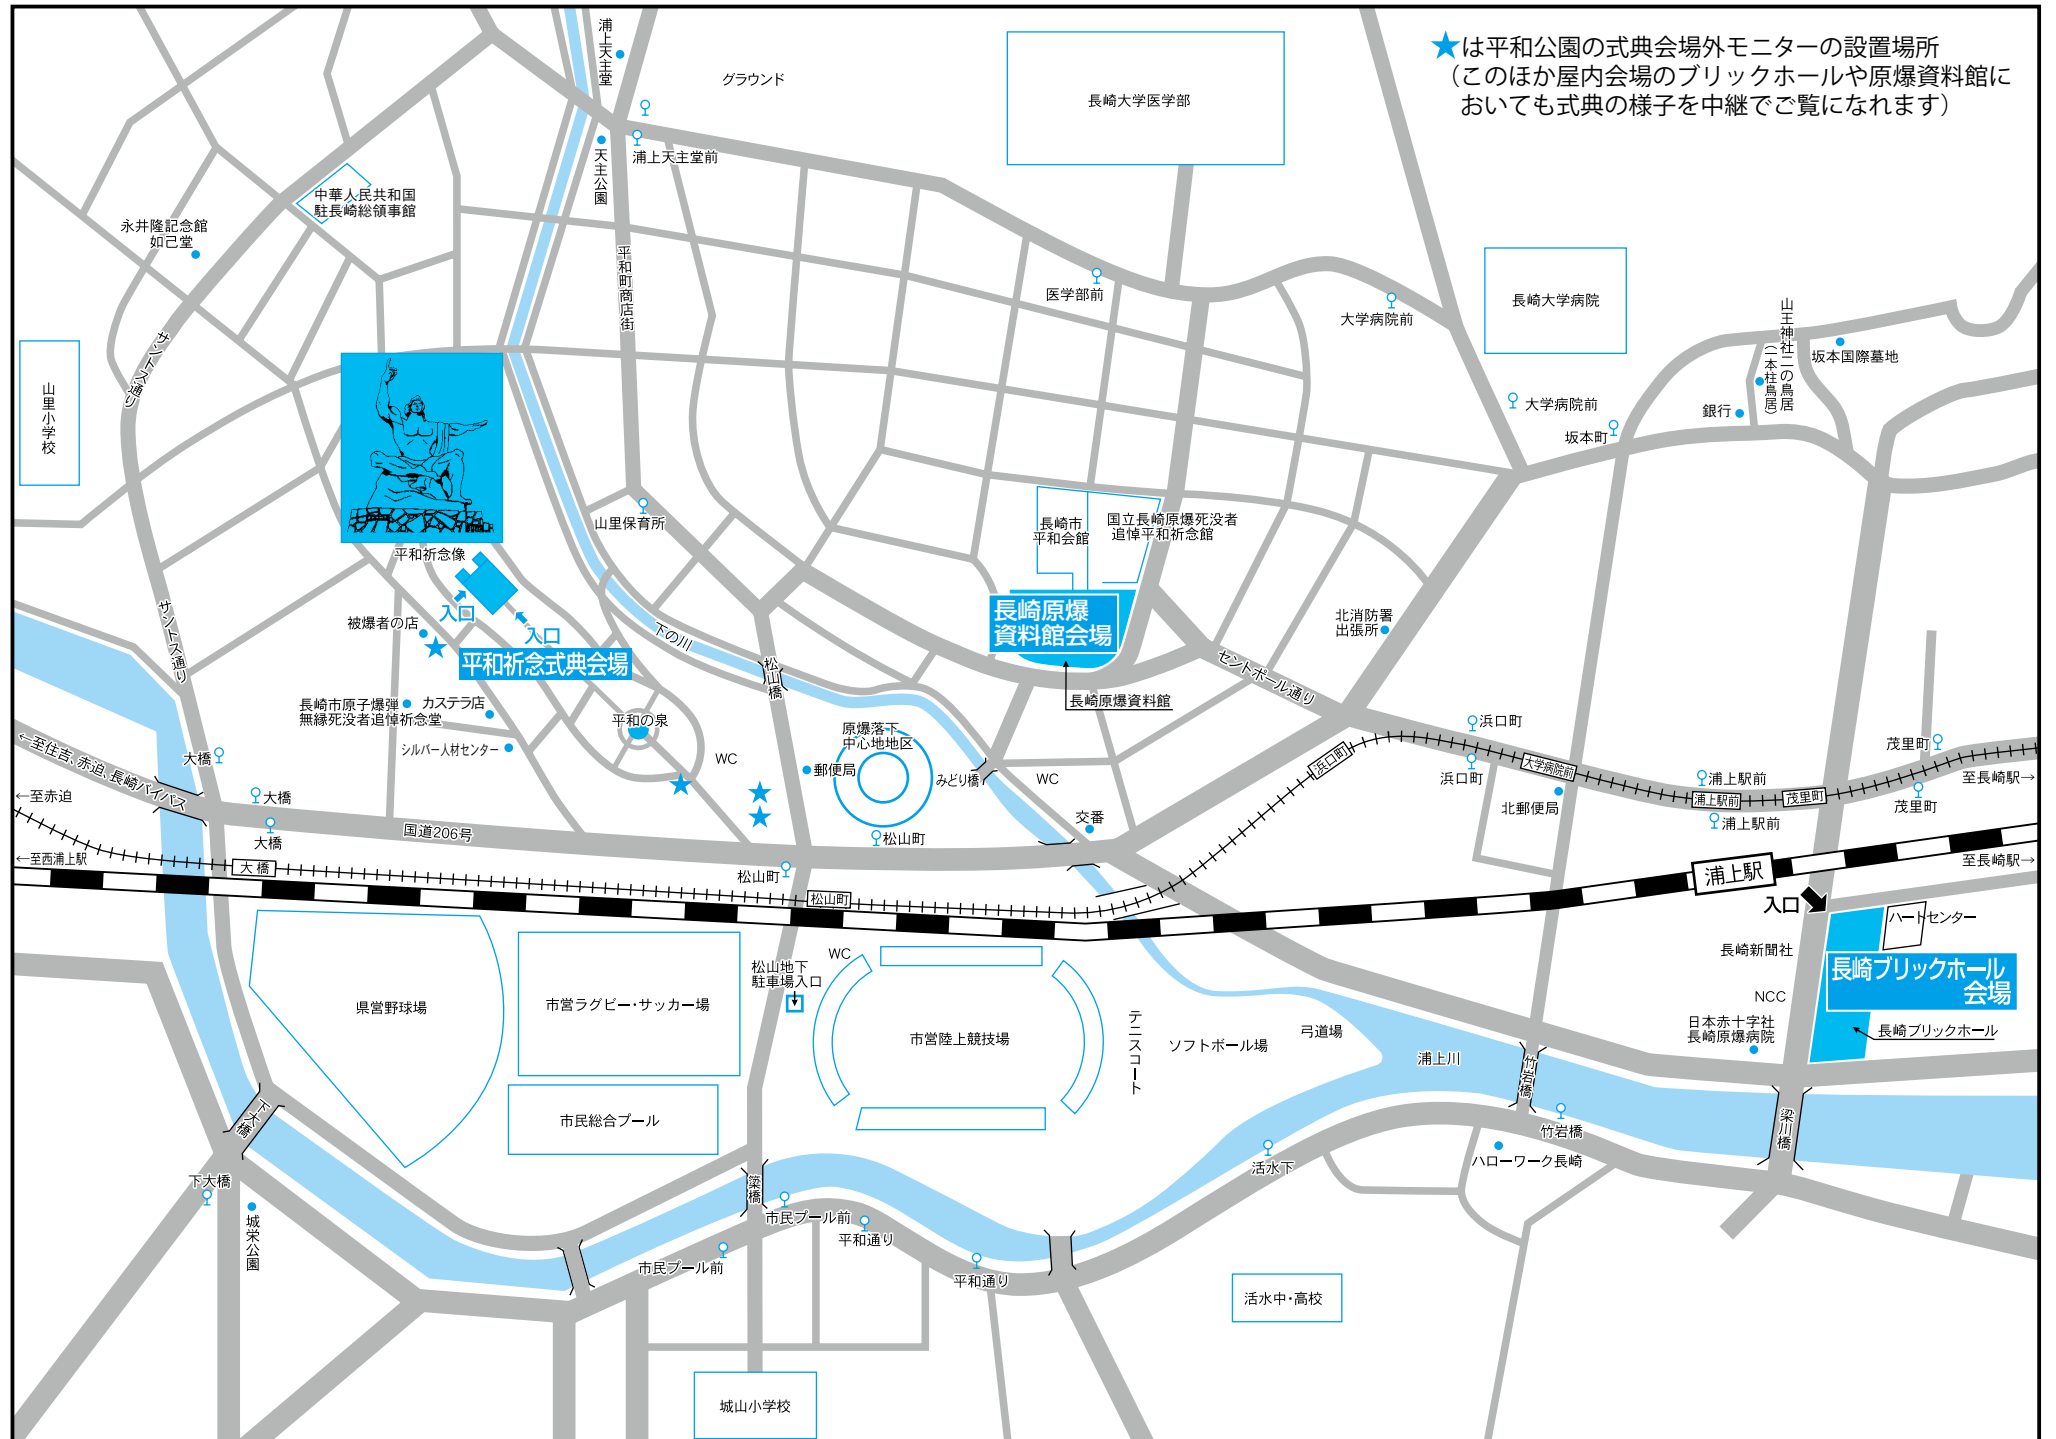 ★は平和公園の式典会場外モニターの設置場所
（このほか屋内会場のブリックホールや原爆資料館に
おいても式典の様子を中継でご覧になれます）
浦上天主堂
グラウンド
長崎大学医学部
浦上天主堂前
天主公園
中華人民共和国
駐長崎総領事館
永井隆記念館
如己堂
平和町商店街
医学部前
大学病院前
長崎大学病院
山王神社二の鳥居
（一本柱鳥居）
坂本国際墓地
銀行
大学病院前
坂本町
サントス通り
山里小学校
山里保育所
長崎市
平和会館
国立長崎原爆死没者
追悼平和祈念館
平和祈念像
入口
入口
平和祈念式典会場
被爆者の店
長崎原爆
資料館会場
長崎原爆資料館
北消防署
出張所
サントス通り
下の川
松山橋
セントポール通り
長崎市原子爆弾
無縁死没者追悼祈念堂
カステラ店
シルバー人材センター
平和の泉
WC
原爆落下
中心地地区
郵便局
みどり橋
WC
浜口町
浜口町
浜口町
大学病院前
北郵便局
浦上駅前
浦上駅前
浦上駅前
茂里町
茂里町
茂里町
至長崎駅→
←至住吉、赤迫、長崎バイパス
大橋
←至赤迫
大橋
大橋
国道206号
松山町
交番
←至西浦上駅
大橋
松山町
松山町
浦上駅
至長崎駅→
入口
ハートセンター
長崎新聞社
長崎ブリックホール
会場
NCC
日本赤十字社
長崎原爆病院
長崎ブリックホール
県営野球場
市営ラグビー・サッカー場
松山地下
駐車場入口
WC
市営陸上競技場
テニスコート
ソフトボール場
弓道場
浦上川
竹岩橋
竹岩橋
梁川橋
市民総合プール
下大橋
下大橋
城栄公園
簗橋
市民プール前
市民プール前
平和通り
平和通り
活水下
ハローワーク長崎
活水中・高校
城山小学校